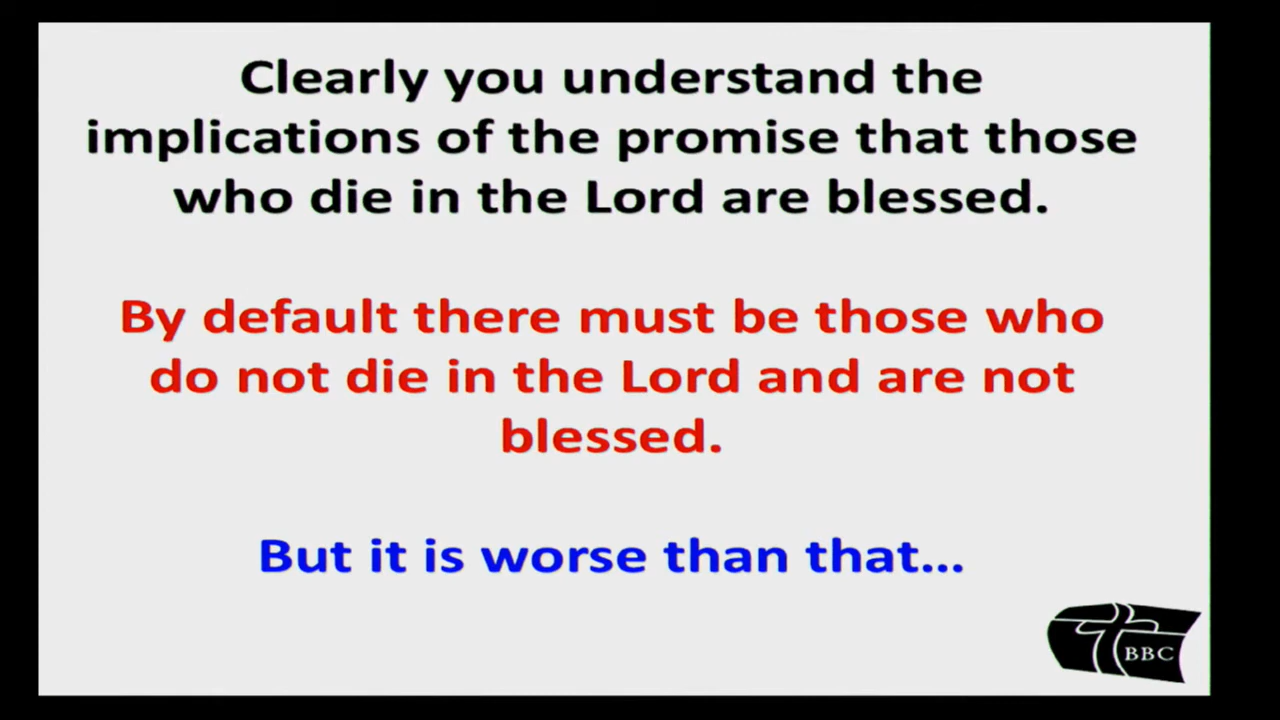 Clearly you understand the
implications of the promise that those
who die in the Lord are blessed.
By default there must be those who
do not die in the Lord and are not
blessed.
But it is worse than that...
BBC